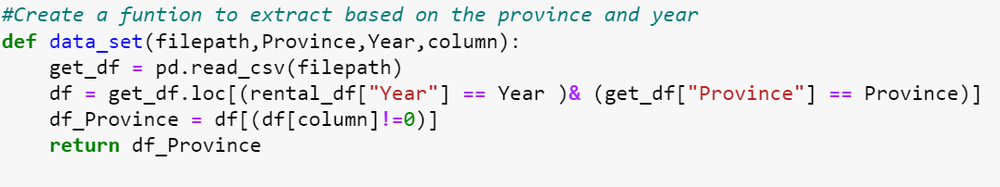 #Create a funtion to extract based on the province and year
def data_set(filepath,Province,Year,column):
    get_df = pd.read_csv(filepath)
    df = get_df.loc[(rental_df["Year"] == Year )& (get_df["Province"] == Province)]
    df_Province = df[(df[column]!=0)]
    return df_Province